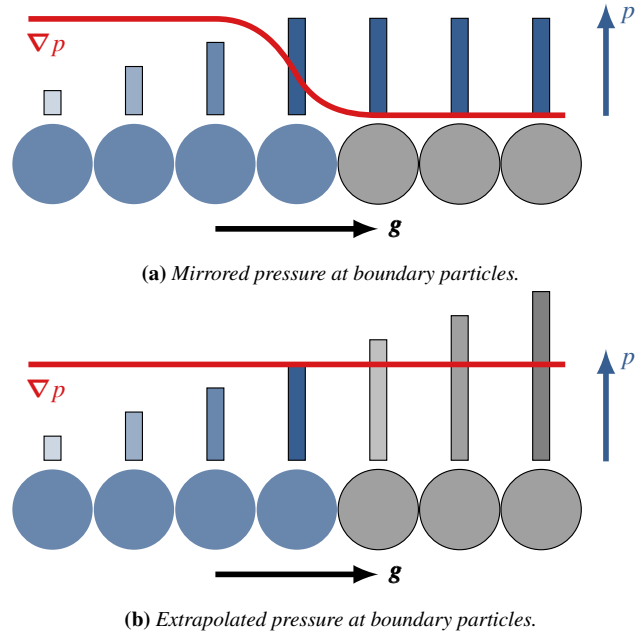 ∇p
p
g
(a) Mirrored pressure at boundary particles.
p
∇p
g
(b) Extrapolated pressure at boundary particles.